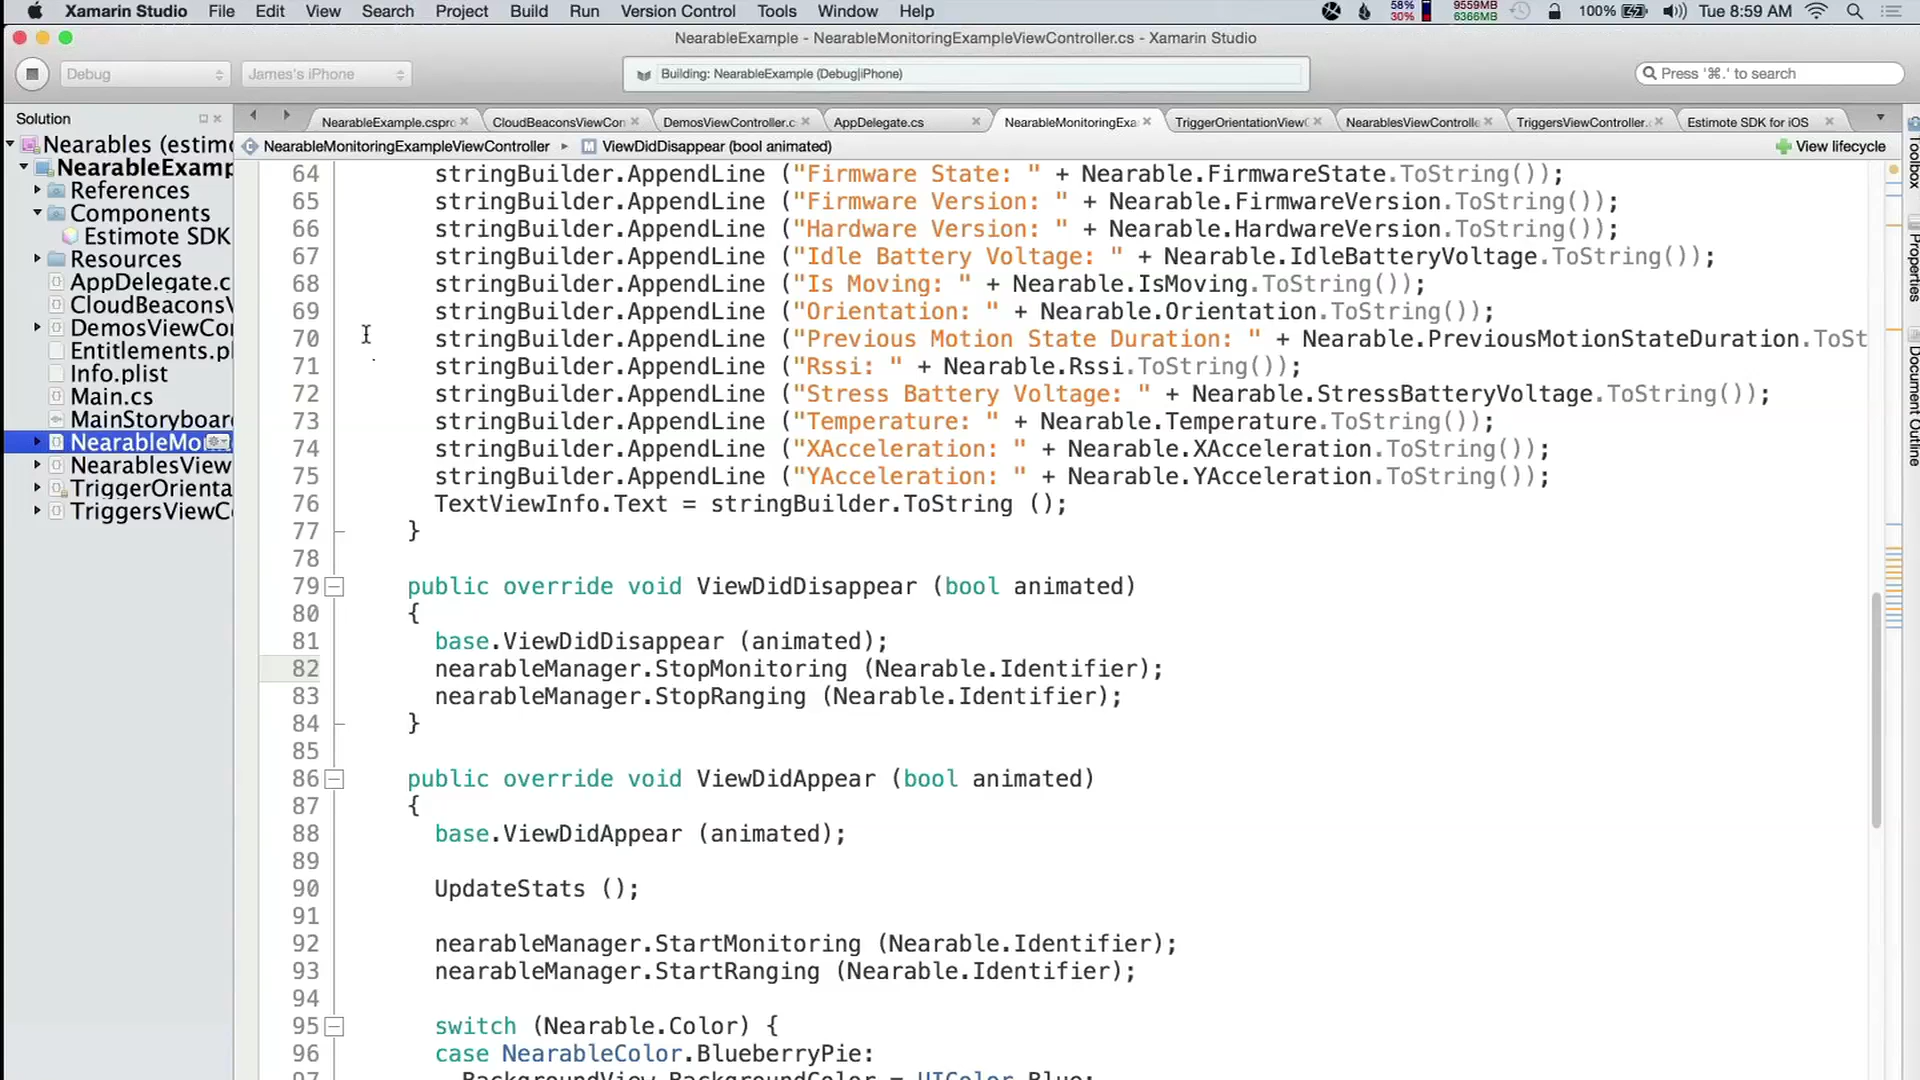 Xamarin Studio File Edit View Search Project Build Run Version Control Tools Window Help 58% 30% 9559MB 6366MB 100% Tue 8:59 AM
NearableExample - NearableMonitoringExampleViewController.cs - Xamarin Studio
Debug James's iPhone Building: NearableExample (Debug|iPhone) Press '⌘.' to search
Solution
Nearables (estimo
NearableExamp
References
Components
Estimote SDK
Resources
AppDelegate.c
CloudBeaconsV
DemosViewCo
Entitlements.pl
Info.plist
Main.cs
MainStoryboard
NearableMo
NearablesView
TriggerOrienta
TriggersViewC
NearableExample.cspro CloudBeaconsViewCon DemosViewController.c AppDelegate.cs NearableMonitoringExa TriggerOrientationView NearablesViewControlle TriggersViewController. Estimote SDK for iOS
NearableMonitoringExampleViewController ViewDidDisappear (bool animated) View lifecycle
64 stringBuilder.AppendLine ("Firmware State: " + Nearable.FirmwareState.ToString());
65 stringBuilder.AppendLine ("Firmware Version: " + Nearable.FirmwareVersion.ToString());
66 stringBuilder.AppendLine ("Hardware Version: " + Nearable.HardwareVersion.ToString());
67 stringBuilder.AppendLine ("Idle Battery Voltage: " + Nearable.IdleBatteryVoltage.ToString());
68 stringBuilder.AppendLine ("Is Moving: " + Nearable.IsMoving.ToString());
69 stringBuilder.AppendLine ("Orientation: " + Nearable.Orientation.ToString());
70 stringBuilder.AppendLine ("Previous Motion State Duration: " + Nearable.PreviousMotionStateDuration.ToSt
71 stringBuilder.AppendLine ("Rssi: " + Nearable.Rssi.ToString());
72 stringBuilder.AppendLine ("Stress Battery Voltage: " + Nearable.StressBatteryVoltage.ToString());
73 stringBuilder.AppendLine ("Temperature: " + Nearable.Temperature.ToString());
74 stringBuilder.AppendLine ("XAcceleration: " + Nearable.XAcceleration.ToString());
75 stringBuilder.AppendLine ("YAcceleration: " + Nearable.YAcceleration.ToString());
76 TextViewInfo.Text = stringBuilder.ToString ();
77 }
78
79 public override void ViewDidDisappear (bool animated)
80 {
81 base.ViewDidDisappear (animated);
82 nearableManager.StopMonitoring (Nearable.Identifier);
83 nearableManager.StopRanging (Nearable.Identifier);
84 }
85
86 public override void ViewDidAppear (bool animated)
87 {
88 base.ViewDidAppear (animated);
89
90 UpdateStats ();
91
92 nearableManager.StartMonitoring (Nearable.Identifier);
93 nearableManager.StartRanging (Nearable.Identifier);
94
95 switch (Nearable.Color) {
96 case NearableColor.BlueberryPie:
97 BackgroundView.BackgroundColor = UIColor.Blue;
Toolbox
Properties
Document Outline